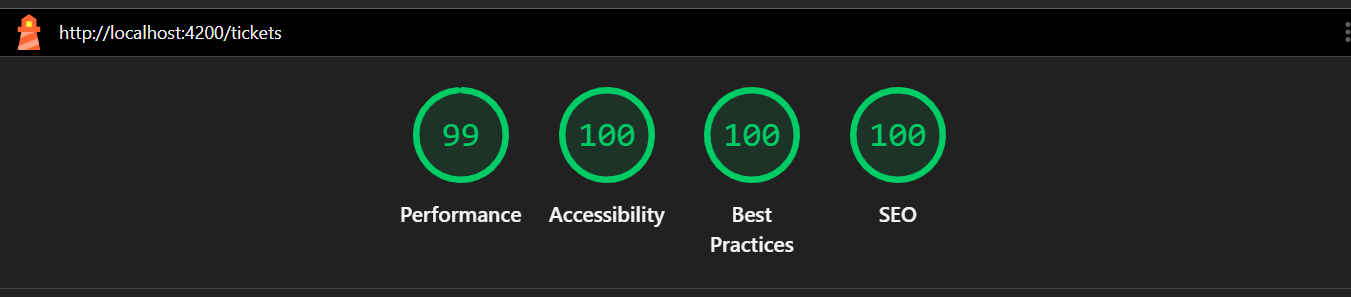 http://localhost:4200/tickets
99
100
100
100
Performance
Accessibility
Best
Practices
SEO